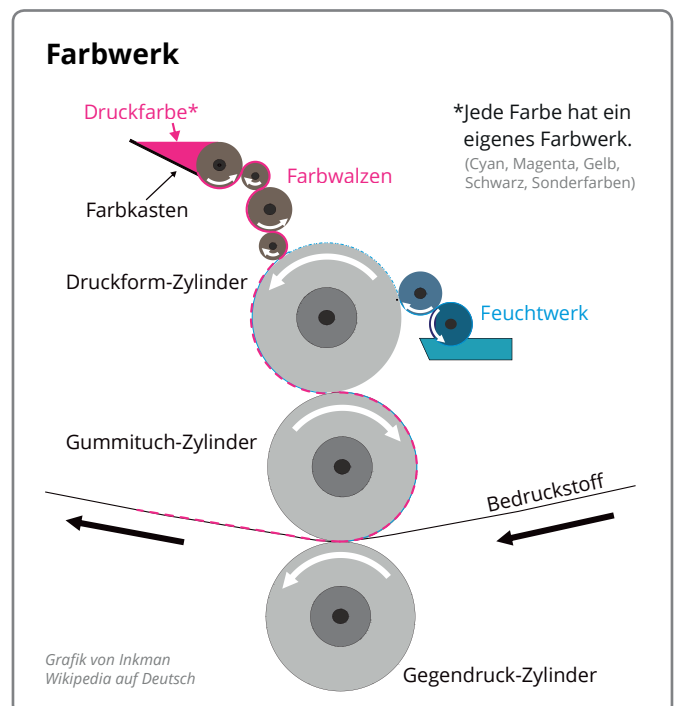 Farbwerk
Druckfarbe*
*Jede Farbe hat ein
eigenes Farbwerk.
(Cyan, Magenta, Gelb,
Schwarz, Sonderfarben)
Farbwalzen
Farbkasten
Druckform-Zylinder
Feuchtwerk
Gummituch-Zylinder
Bedruckstoff
Grafik von Inkman
Wikipedia auf Deutsch
Gegendruck-Zylinder